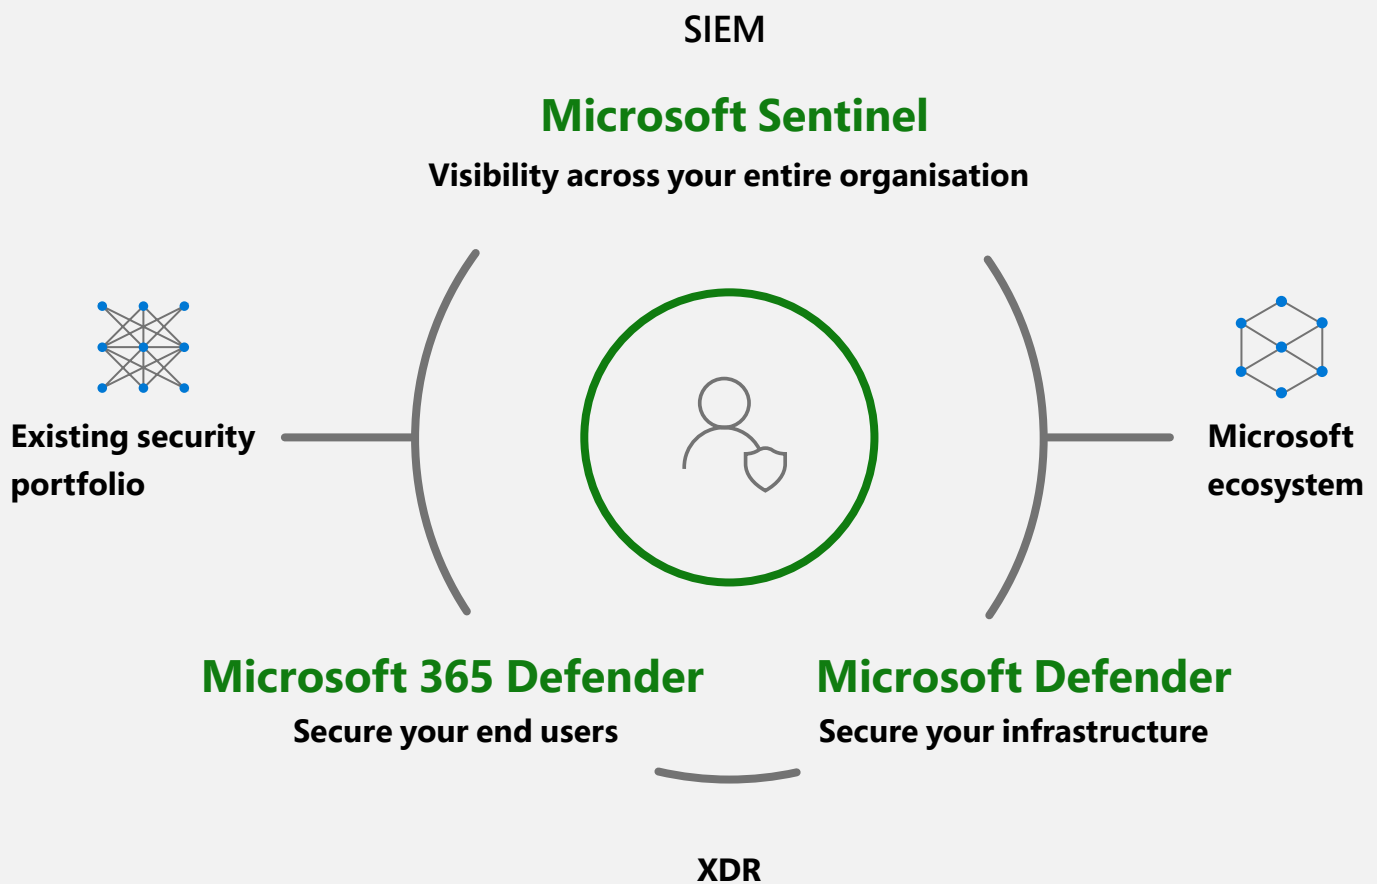 SIEM
Microsoft Sentinel
Visibility across your entire organisation
Existing security
portfolio
Microsoft
ecosystem
Microsoft 365 Defender
Secure your end users
Microsoft Defender
Secure your infrastructure
XDR